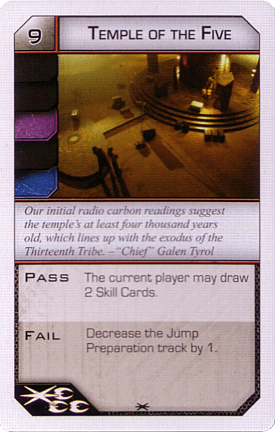 9 TEMPLE OF THE FIVE
Our initial radio carbon readings suggest
the temple's at least four thousand years
old, which lines up with the exodus of the
Thirteenth Tribe. –“Chief” Galen Tyrol
PASS The current player may draw
2 Skill Cards.
FAIL Decrease the Jump
Preparation track by 1.